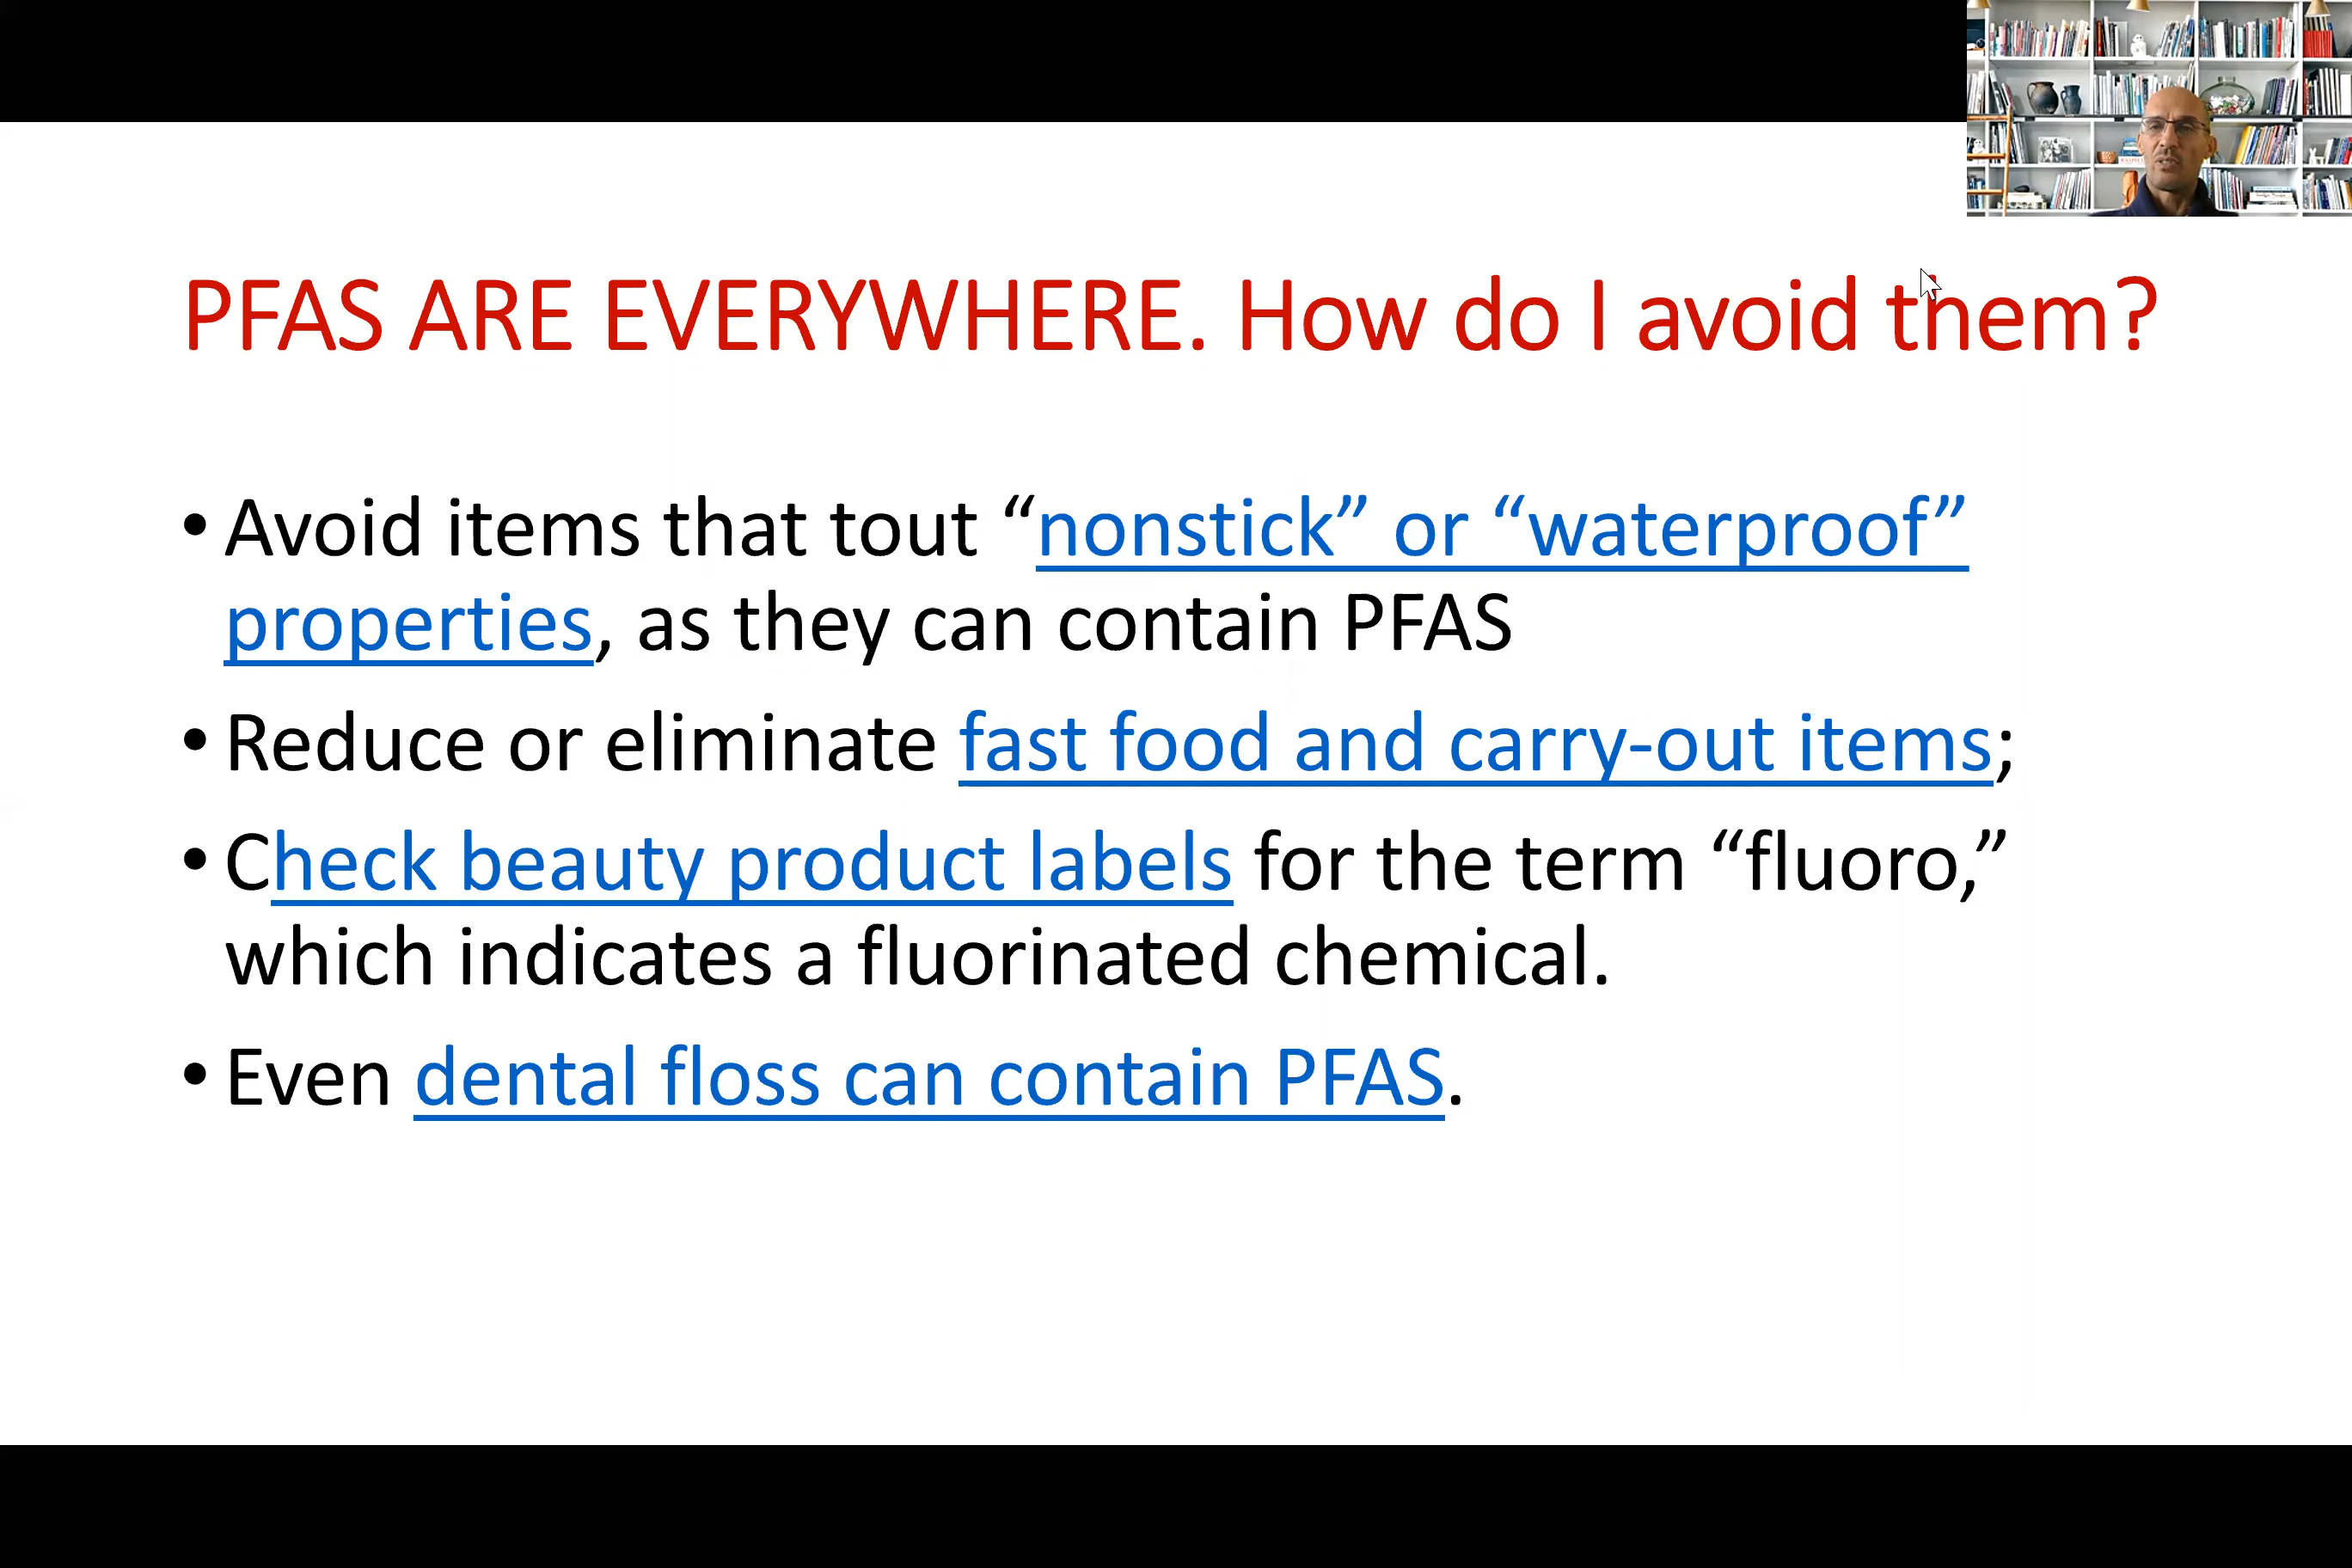 PFAS ARE EVERYWHERE. How do I avoid them?
• Avoid items that tout “nonstick” or “waterproof”
properties, as they can contain PFAS
• Reduce or eliminate fast food and carry-out items;
• Check beauty product labels for the term “fluoro,”
which indicates a fluorinated chemical.
• Even dental floss can contain PFAS.